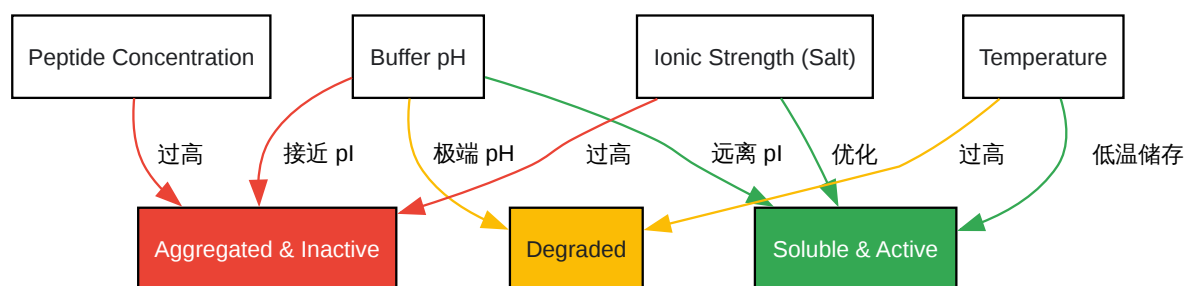 Peptide Concentration
Buffer pH
Ionic Strength (Salt)
Temperature
过高
接近 pI
极端 pH
过高
远离 pI
优化
过高
低温储存
Aggregated & Inactive
Degraded
Soluble & Active